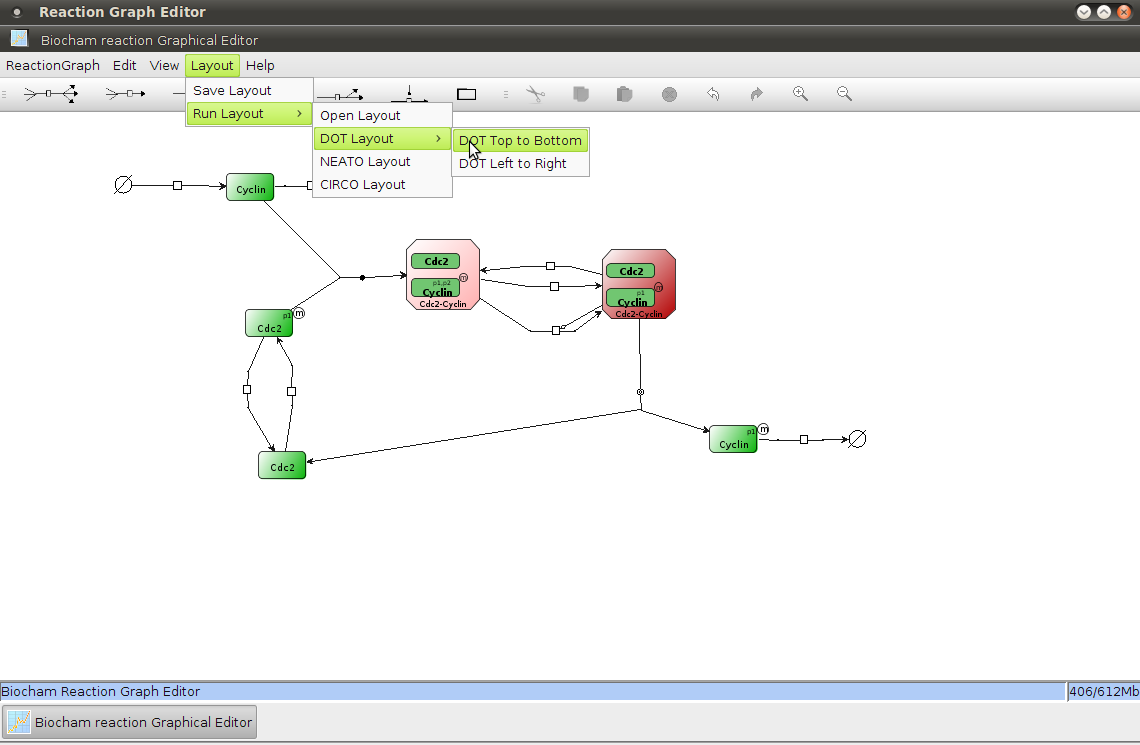 Reaction Graph Editor
Biocham reaction Graphical Editor
ReactionGraph Edit View Layout Help
Save Layout
Run Layout
Open Layout
DOT Layout
NEATO Layout
CIRCO Layout
DOT Top to Bottom
DOT Left to Right
Cyclin
Cdc2
p1,p2
m
Cyclin
Cdc2-Cyclin
Cdc2
p1
m
Cyclin
Cdc2-Cyclin
p1
m
Cdc2
p1
m
Cyclin
Cdc2
Biocham Reaction Graph Editor
406/612Mb
Biocham reaction Graphical Editor